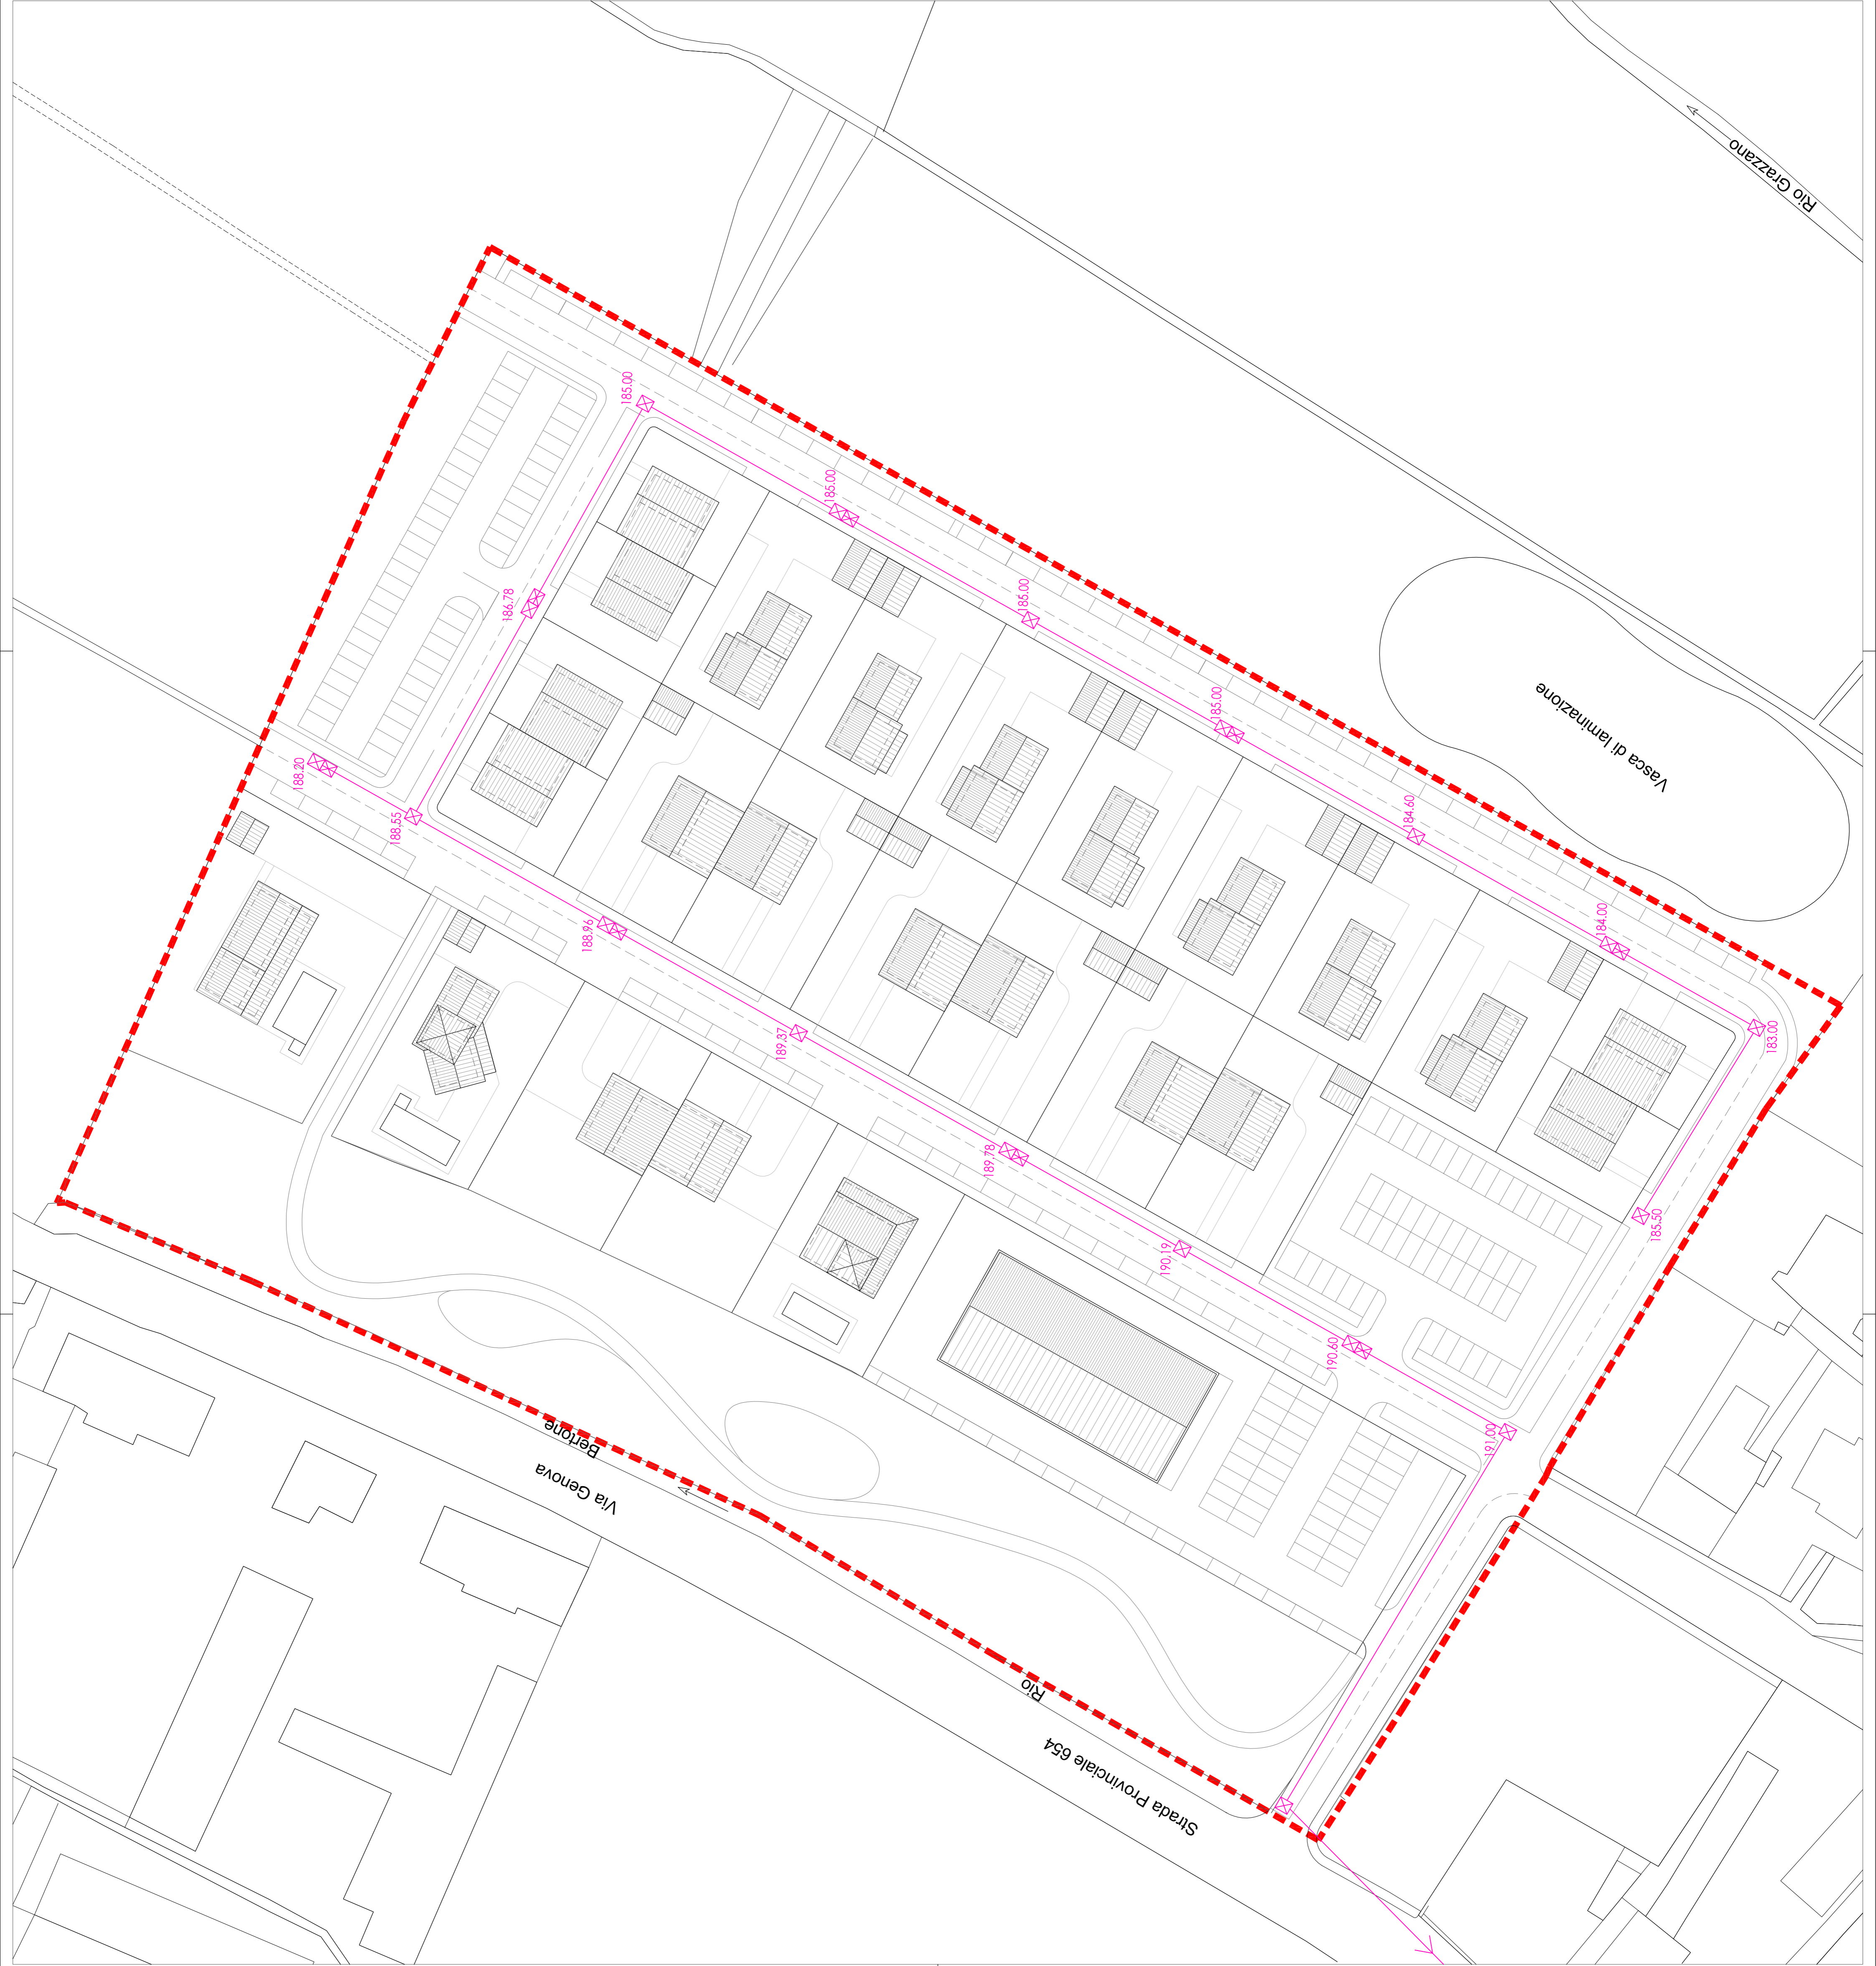 Rio Grazzano
185.00
185.00
185.00
186.78
185.00
Vasca di laminazione
188.20
184.60
188.55
184.00
188.96
183.00
189.37
189.78
185.50
190.19
190.60
191.00
Bertone
Via Genova
Rio
Strada Provinciale 654